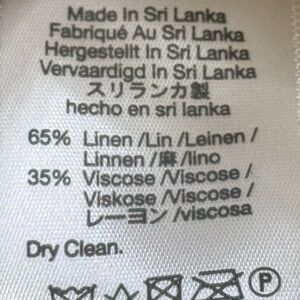 Made In Sri Lanka
Fabriqué Au Sri Lanka
Hergestellt In Sri Lanka
Vervaardigd In Sri Lanka
スリランカ製
hecho en sri lanka
65% Linen /Lin /Leinen /
Linnen /麻 /lino
35% Viscose /Viscose /
Viskose /Viscose /
レーヨン /viscosa
Dry Clean.
P